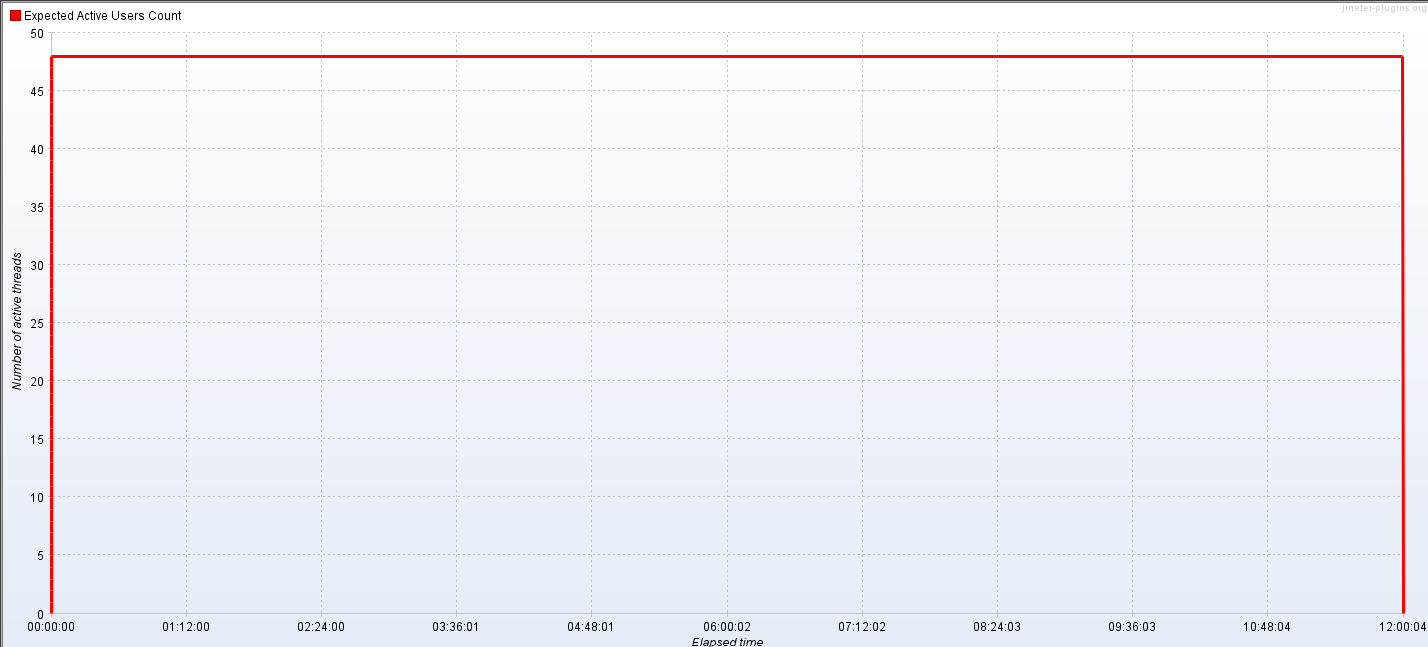 jmeter-plugins.org
Expected Active Users Count
50
45
40
35
30
25
20
15
10
5
0
Number of active threads
00:00:00 01:12:00 02:24:00 03:36:01 04:48:01 06:00:02 07:12:02 08:24:03 09:36:03 10:48:04 12:00:04
Elapsed time